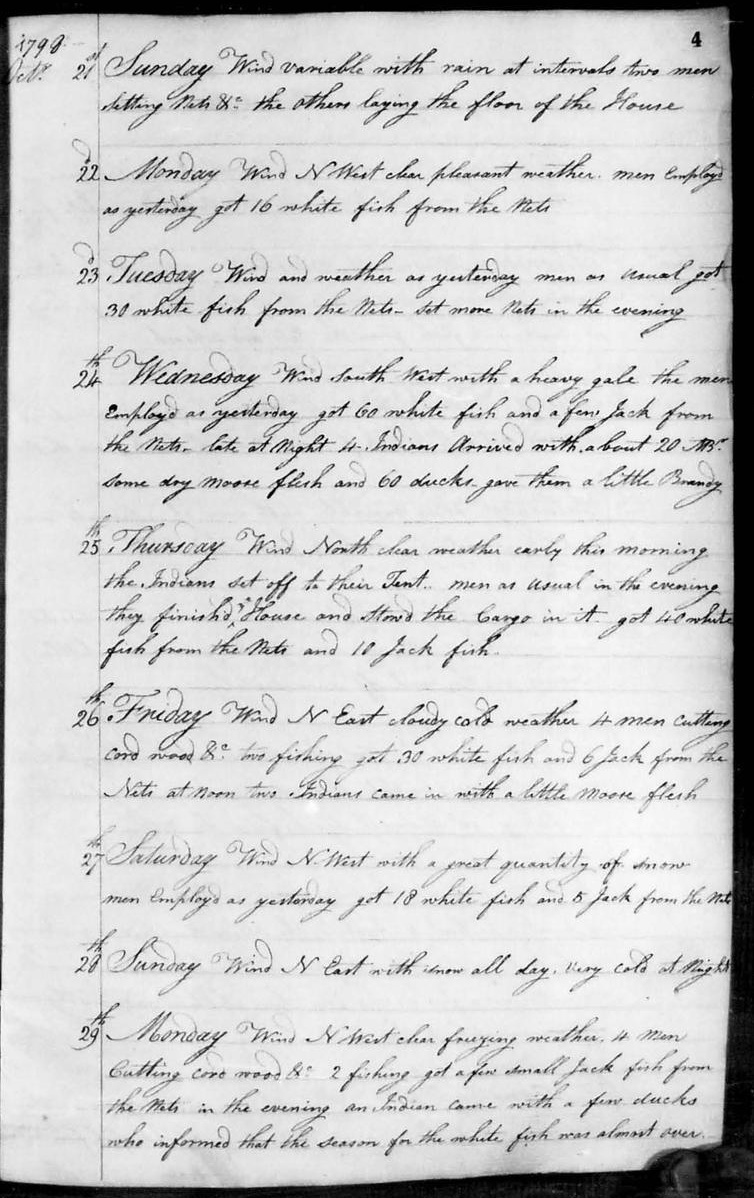 4
1798
Octr. 21st Sunday Wind variable with rain at intervals two men
setting Nets &c the others laying the floor of the House
22d Monday Wind N West clear pleasant weather. men Employd
as yesterday got 16 white fish from the Nets
23d Tuesday Wind and weather as yesterday men as usual got
30 white fish from the Nets - set more Nets in the evening
24th Wednesday Wind South West with a heavy gale the men
Employd as yesterday got 60 white fish and a few Jack from
the Nets - late at Night 4 Indians Arrived with about 20 MBr.
some dry moose flesh and 60 ducks gave them a little Brandy
25th Thursday Wind North clear weather early this morning
the Indians set off to their Tent.. men as usual in the evening
they finishd ye House and stowd the Cargo in it - got 40 white
fish from the Nets and 10 Jack fish.
26th Friday Wind N East cloudy cold weather 4 men cutting
cord wood &c two fishing got 30 white fish and 6 Jack from the
Nets at noon two Indians came in with a little moose flesh
27th Saturday Wind N West with a great quantity of snow
men Employd as yesterday got 18 white fish and 5 Jack from the Nets
28th Sunday Wind N East with snow all day. very cold at Night
29th Monday Wind N West clear freezing weather. 4 Men
Cutting cord wood &c 2 fishing got a few small Jack fish from
the Nets in the evening an Indian came with a few ducks
who informed that the season for the white fish was almost over.